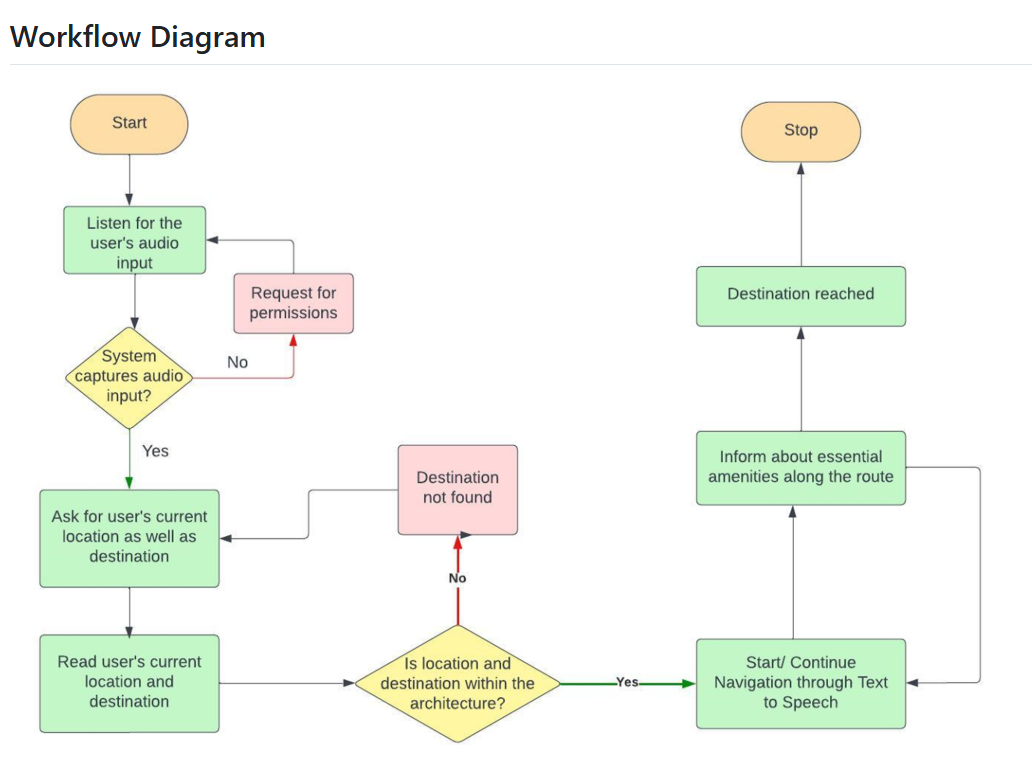 Workflow Diagram
Start
Listen for the
user's audio
input
Request for
permissions
System
captures audio
input?
No
Yes
Ask for user's current
location as well as
destination
Destination
not found
No
Read user's current
location and
destination
Is location and
destination within the
architecture?
Yes
Start/ Continue
Navigation through Text
to Speech
Inform about essential
amenities along the route
Destination reached
Stop